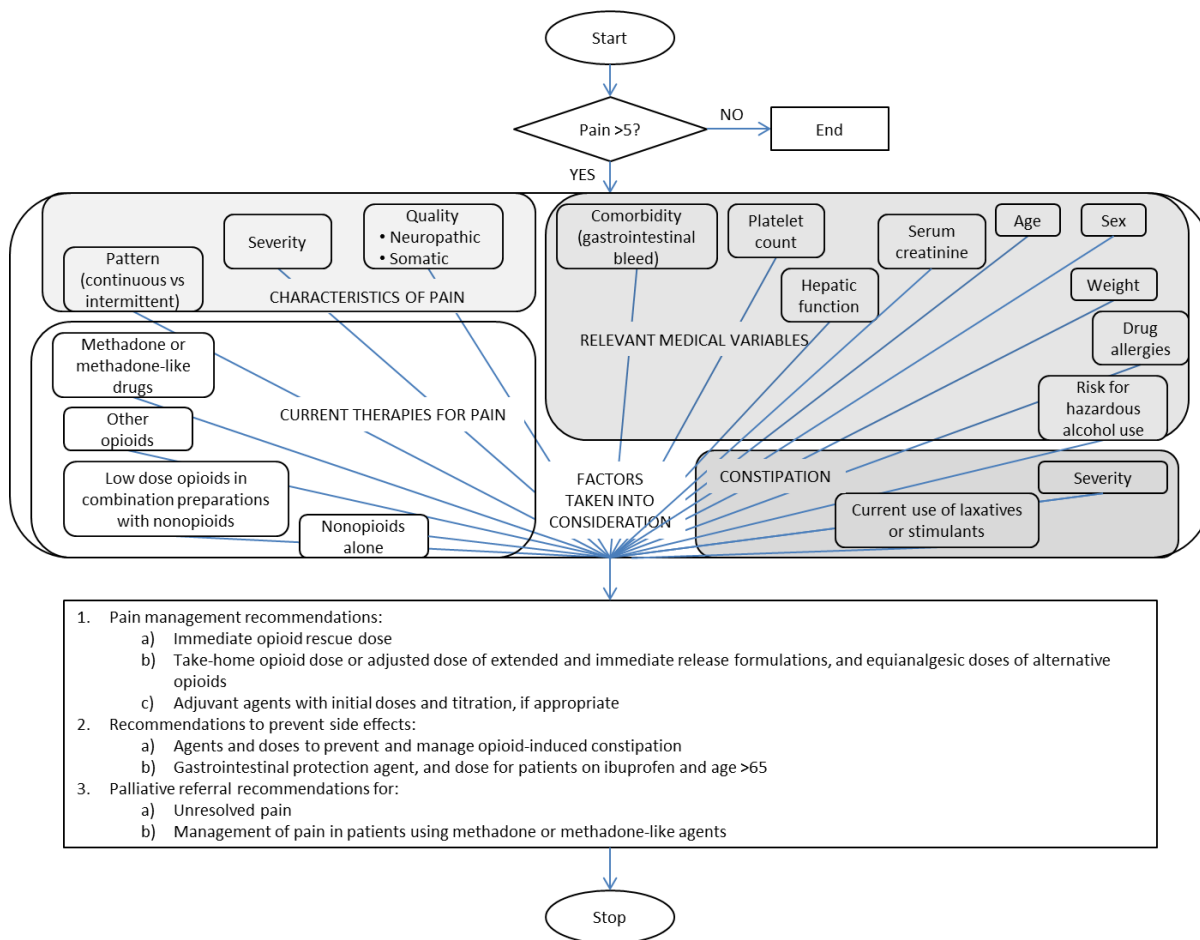 Start
Pain >5?
NO
End
YES
Pattern
(continuous vs
intermittent)
Severity
Quality
• Neuropathic
• Somatic
CHARACTERISTICS OF PAIN
Comorbidity
(gastrointestinal
bleed)
Platelet
count
Hepatic
function
Serum
creatinine
Age
Sex
Weight
Drug
allergies
Risk for
hazardous
alcohol use
RELEVANT MEDICAL VARIABLES
Methadone or
methadone-like
drugs
Other
opioids
Low dose opioids in
combination preparations
with nonopioids
Nonopioids
alone
CURRENT THERAPIES FOR PAIN
FACTORS
TAKEN INTO
CONSIDERATION
CONSTIPATION
Severity
Current use of laxatives
or stimulants
1. Pain management recommendations:
a) Immediate opioid rescue dose
b) Take-home opioid dose or adjusted dose of extended and immediate release formulations, and equianalgesic doses of alternative
opioids
c) Adjuvant agents with initial doses and titration, if appropriate
2. Recommendations to prevent side effects:
a) Agents and doses to prevent and manage opioid-induced constipation
b) Gastrointestinal protection agent, and dose for patients on ibuprofen and age >65
3. Palliative referral recommendations for:
a) Unresolved pain
b) Management of pain in patients using methadone or methadone-like agents
Stop